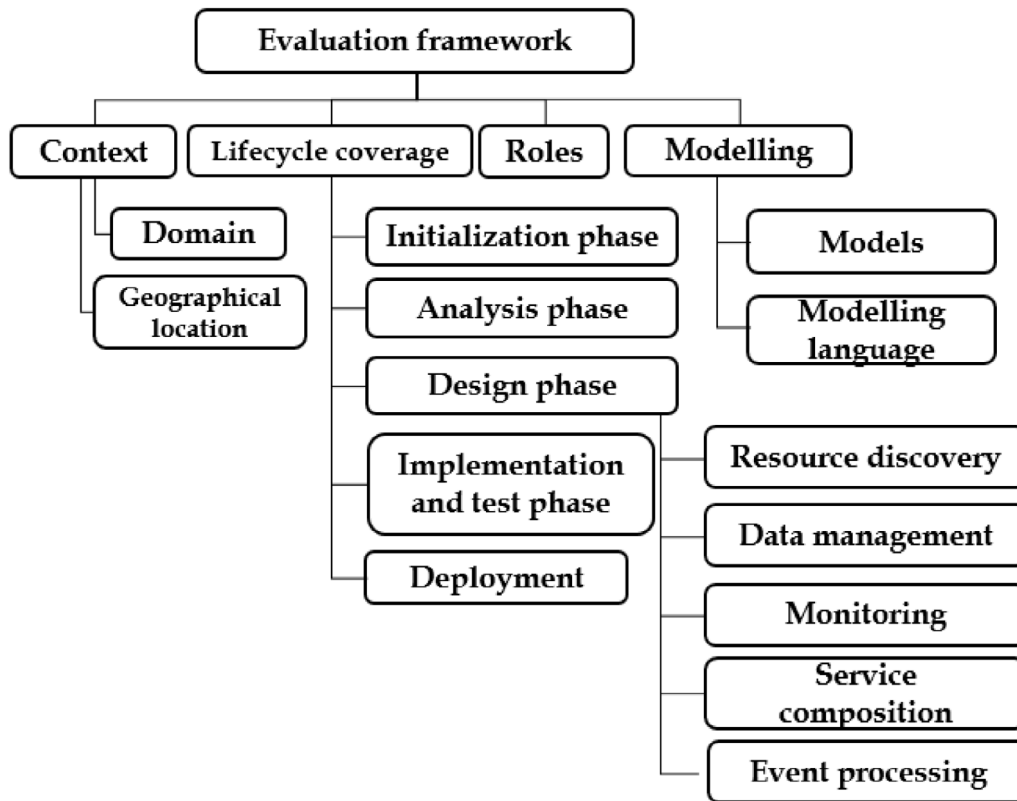 Evaluation framework
Context
Lifecycle coverage
Roles
Modelling
Domain
Geographical
location
Initialization phase
Analysis phase
Design phase
Implementation
and test phase
Deployment
Models
Modelling
language
Resource discovery
Data management
Monitoring
Service
composition
Event processing